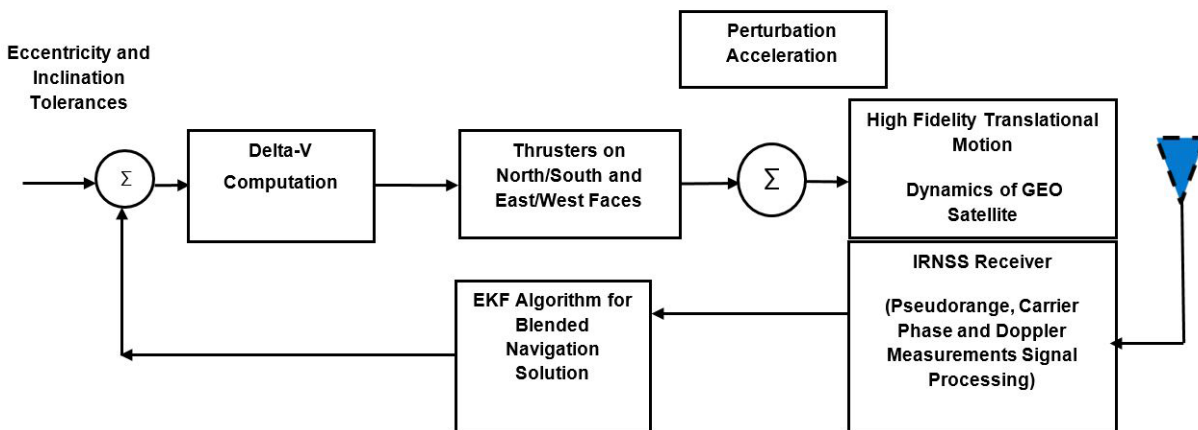 Perturbation
Acceleration
Eccentricity and
Inclination
Tolerances
Σ
Delta-V
Computation
Thrusters on
North/South and
East/West Faces
Σ
High Fidelity Translational
Motion
Dynamics of GEO
Satellite
EKF Algorithm for
Blended
Navigation
Solution
IRNSS Receiver
(Pseudorange, Carrier
Phase and Doppler
Measurements Signal
Processing)